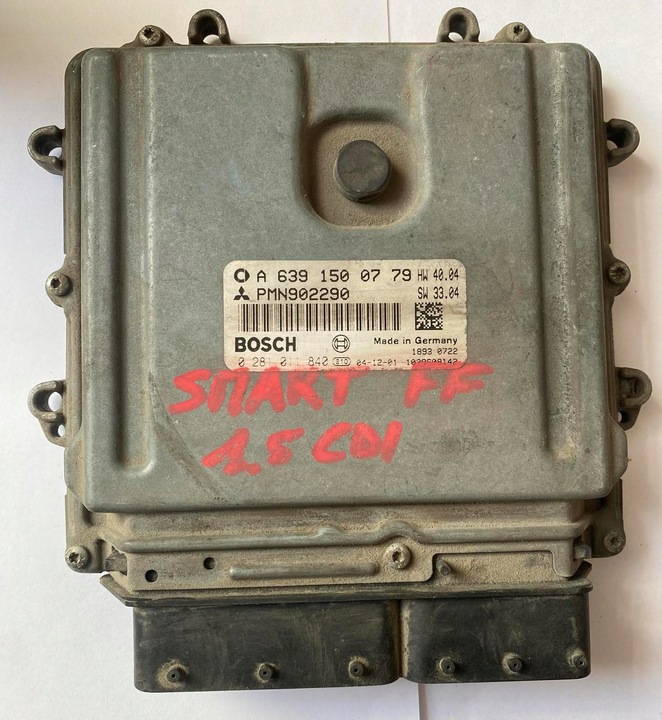 A 639 150 07 79 HW 40.04
PMN902290 SW 33.04
BOSCH Made in Germany
1893 0722
0 281 011 840 04-12-01
SMART FF
1.5 CDI